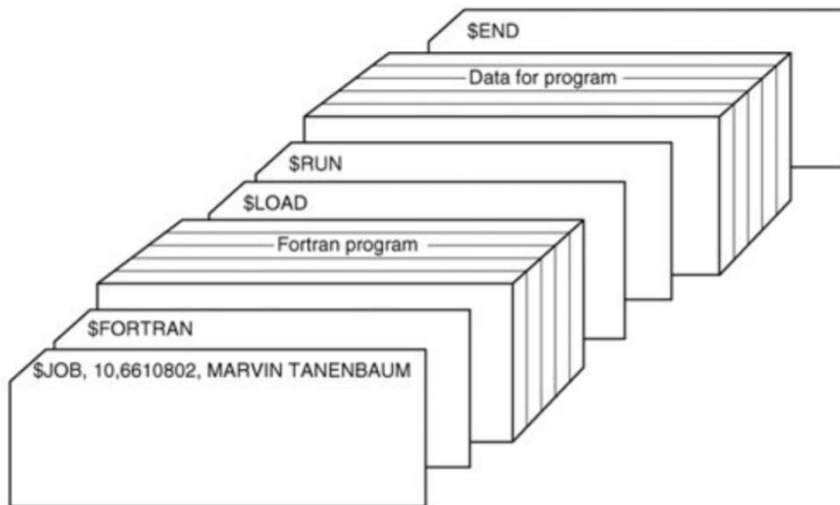 $END
Data for program
$RUN
$LOAD
Fortran program
$FORTRAN
$JOB, 10,6610802, MARVIN TANENBAUM